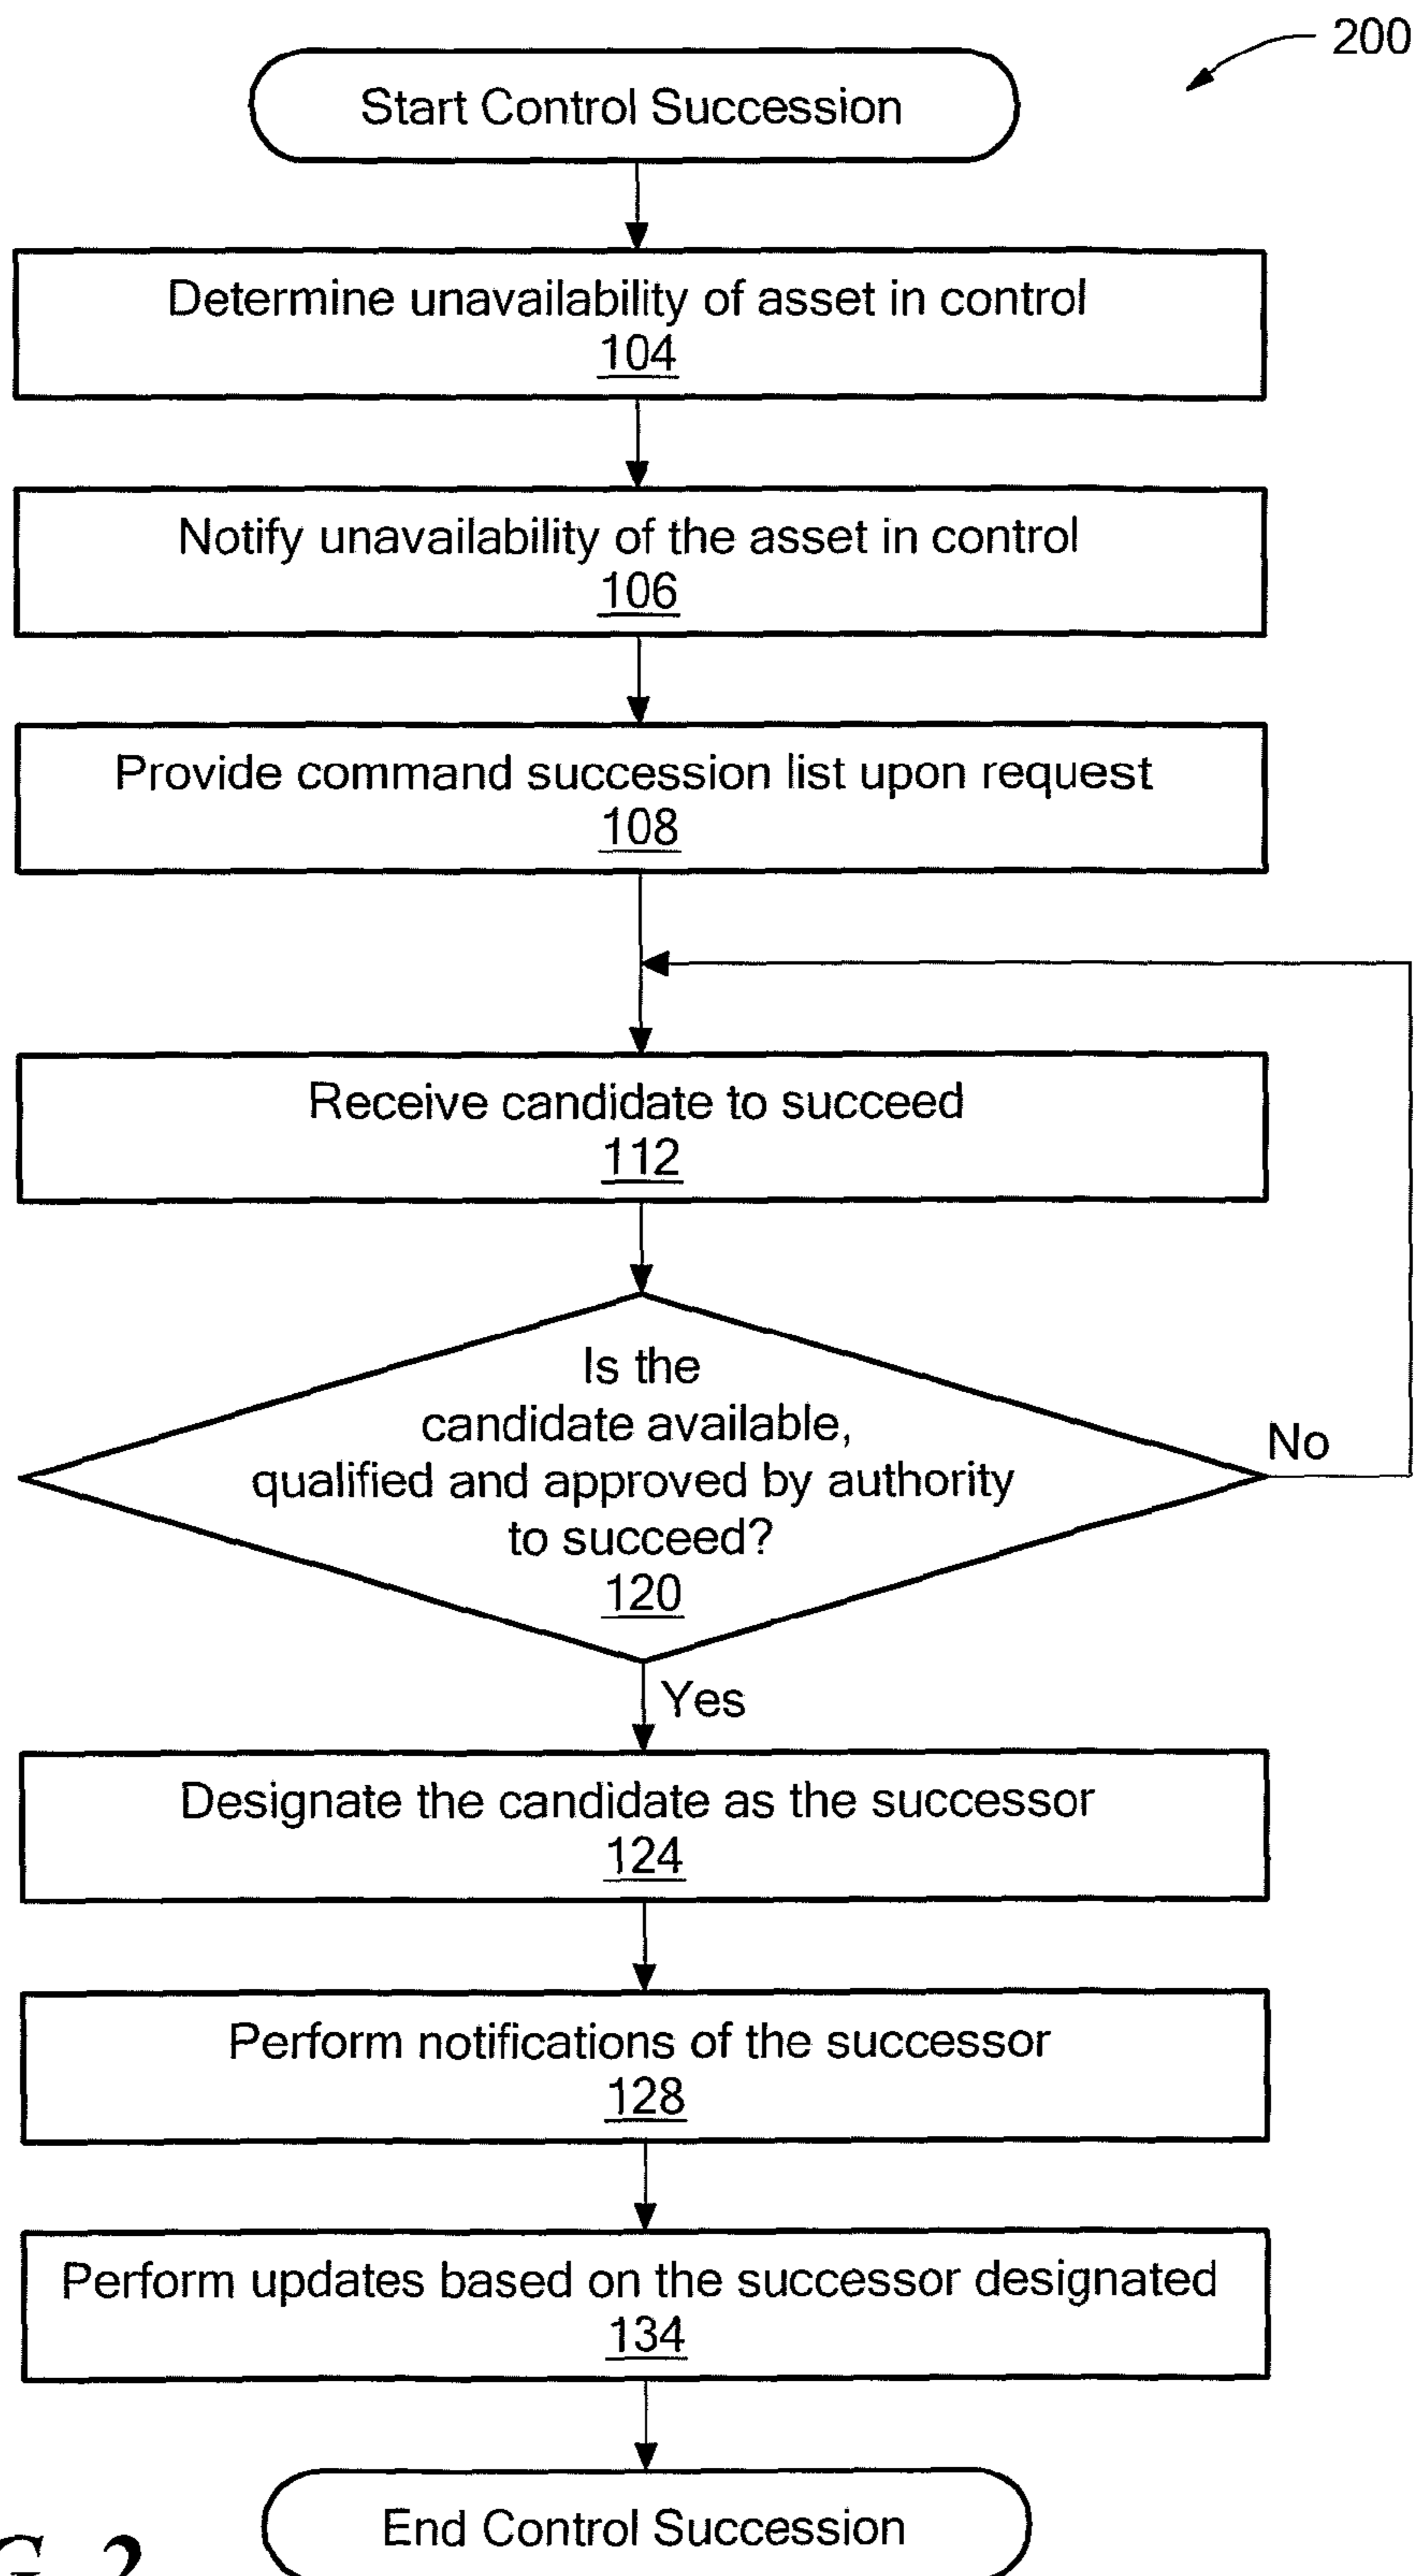 200
Start Control Succession
Determine unavailability of asset in control
104
Notify unavailability of the asset in control
106
Provide command succession list upon request
108
Receive candidate to succeed
112
Is the
candidate available,
qualified and approved by authority
to succeed?
120
No
Yes
Designate the candidate as the successor
124
Perform notifications of the successor
128
Perform updates based on the successor designated
134
End Control Succession
2